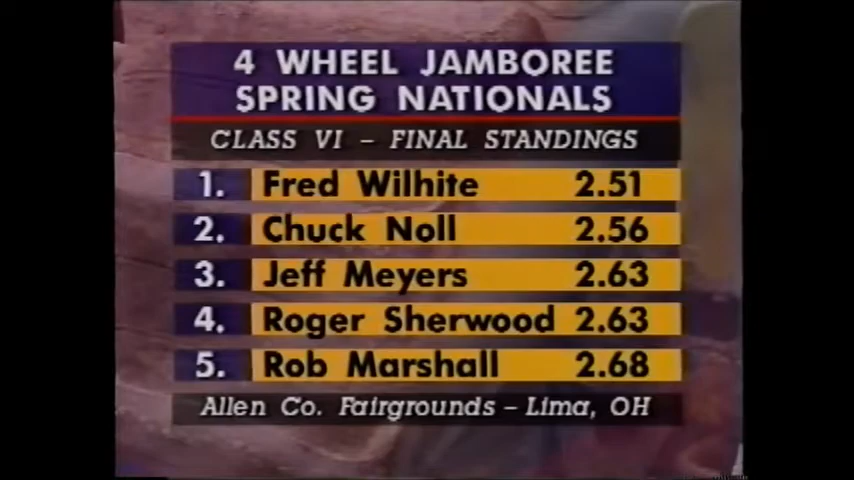 4 WHEEL JAMBOREE
SPRING NATIONALS
CLASS VI – FINAL STANDINGS
1. Fred Wilhite 2.51
2. Chuck Noll 2.56
3. Jeff Meyers 2.63
4. Roger Sherwood 2.63
5. Rob Marshall 2.68
Allen Co. Fairgrounds – Lima, OH